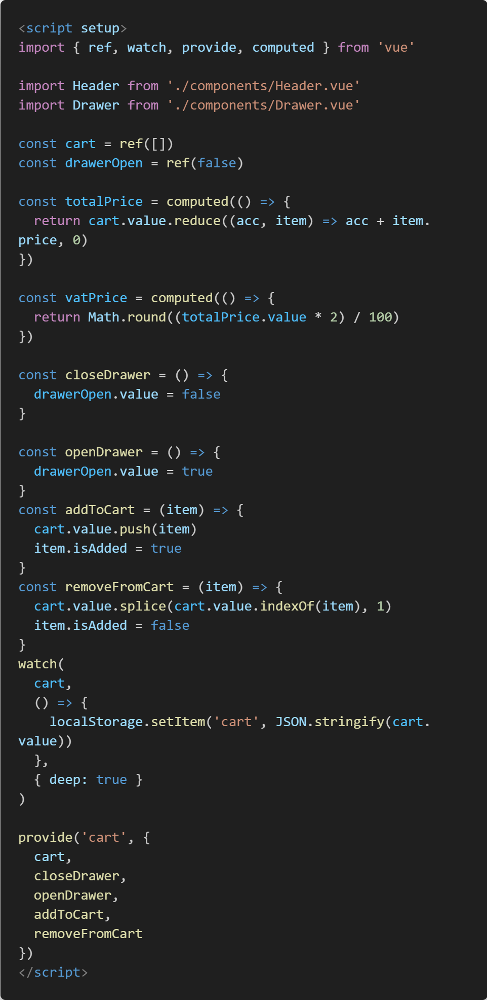 <script setup>
import { ref, watch, provide, computed } from 'vue'

import Header from './components/Header.vue'
import Drawer from './components/Drawer.vue'

const cart = ref([])
const drawerOpen = ref(false)

const totalPrice = computed(() => {
  return cart.value.reduce((acc, item) => acc + item.
price, 0)
})

const vatPrice = computed(() => {
  return Math.round((totalPrice.value * 2) / 100)
})

const closeDrawer = () => {
  drawerOpen.value = false
}

const openDrawer = () => {
  drawerOpen.value = true
}
const addToCart = (item) => {
  cart.value.push(item)
  item.isAdded = true
}
const removeFromCart = (item) => {
  cart.value.splice(cart.value.indexOf(item), 1)
  item.isAdded = false
}
watch(
  cart,
  () => {
    localStorage.setItem('cart', JSON.stringify(cart.
value))
  },
  { deep: true }
)

provide('cart', {
  cart,
  closeDrawer,
  openDrawer,
  addToCart,
  removeFromCart
})
</script>